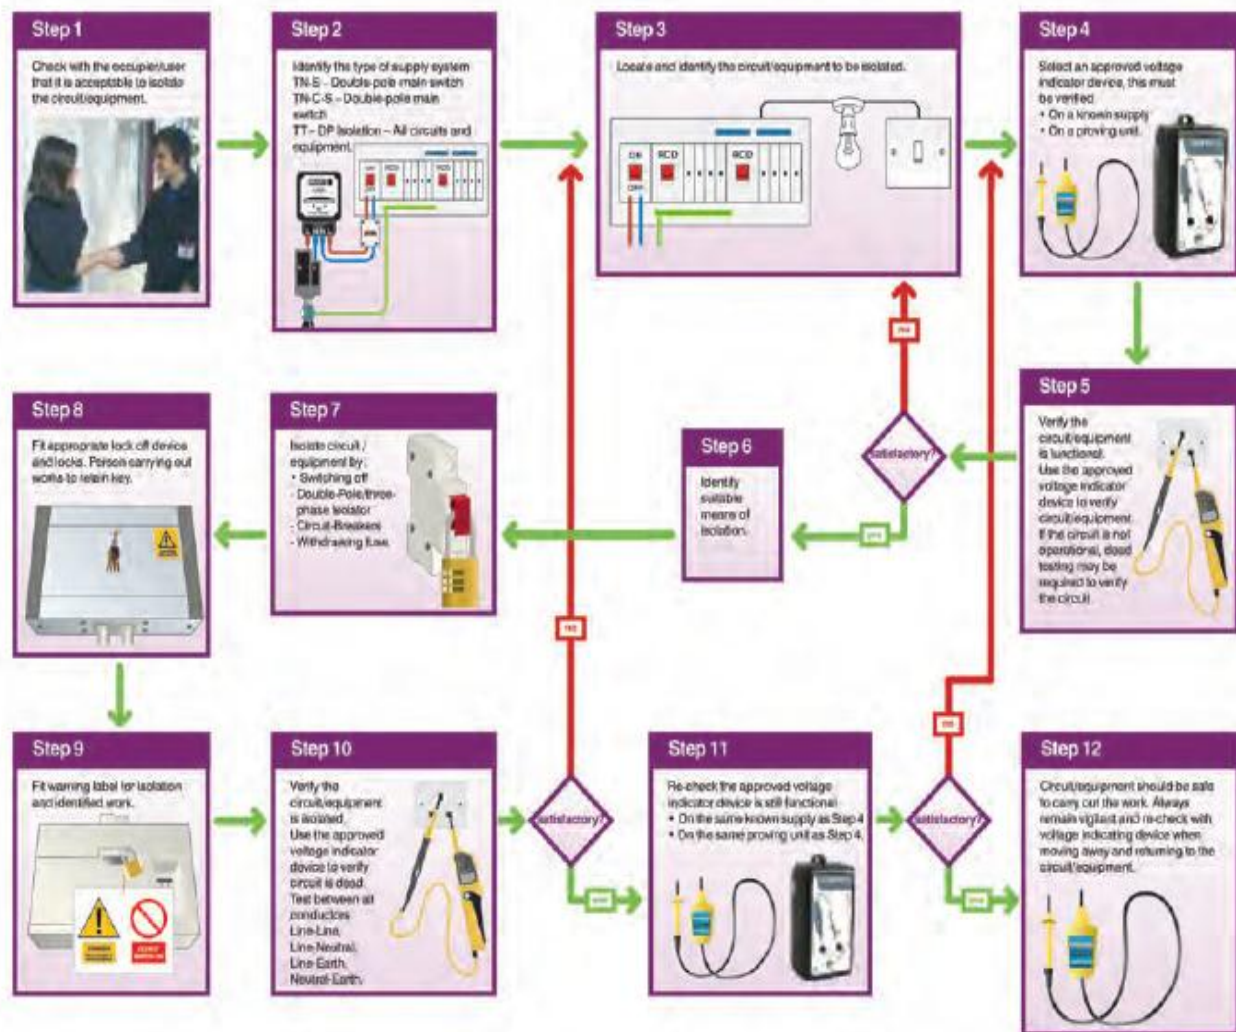 Step 1
Check with the occupier/user
that it is acceptable to isolate
the circuit/equipment.
Step 2
Identify the type of supply system
TN-S – Double-pole main switch
TN-C-S – Double-pole main
switch
TT – DP Isolation – All circuits and
equipment.
Step 3
Locate and identify the circuit/equipment to be isolated.
ON
RCD
RCD
OFF
Step 4
Select an approved voltage
indicator device, this must
be verified
• On a known supply
• On a proving unit.
Step 5
Verify the
circuit/equipment
is functional.
Use the approved
voltage indicator
device to verify
circuit/equipment
If the circuit is not
operational, dead
testing may be
required to verify
the circuit
satisfactory?
no
yes
Step 6
Identify
suitable
means of
isolation.
Step 7
Isolate circuit /
equipment by:
• Switching off
- Double-Pole/three-
phase isolator
- Circuit-Breakers
- Withdrawing fuse.
Step 8
Fit appropriate lock off device
and locks. Person carrying out
works to retain key.
Step 9
Fit warning label for isolation
and identified work.
Step 10
Verify the
circuit/equipment
is isolated.
Use the approved
voltage indicator
device to verify
circuit is dead.
Test between all
conductors
Line-Line,
Line-Neutral,
Line-Earth,
Neutral-Earth.
satisfactory?
no
yes
Step 11
Re-check the approved voltage
indicator device is still functional
• On the same known supply as Step 4
• On the same proving unit as Step 4.
satisfactory?
no
yes
Step 12
Circuit/equipment should be safe
to carry out the work. Always
remain vigilant and re-check with
voltage indicating device when
moving away and returning to the
circuit/equipment.